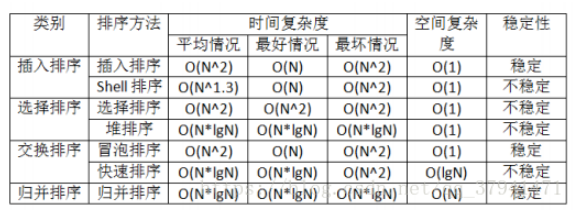 类别 排序方法 时间复杂度 空间复杂度 稳定性
平均情况 最好情况 最坏情况
插入排序 插入排序 O(N^2) O(N) O(N^2) O(1) 稳定
Shell 排序 O(N^1.3) O(N) O(N^2) O(1) 不稳定
选择排序 选择排序 O(N^2) O(N^2) O(N^2) O(1) 不稳定
堆排序 O(N*lgN) O(N*lgN) O(N*lgN) O(1) 不稳定
交换排序 冒泡排序 O(N^2) O(N) O(N^2) O(1) 稳定
快速排序 O(N*lgN) O(N*lgN) O(N^2) O(lgN) 不稳定
归并排序 归并排序 O(N*lgN) O(N*lgN) O(N*lgN) O(N) 稳定